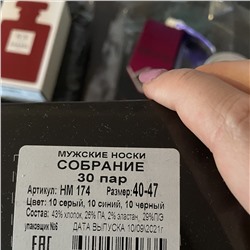 МУЖСКИЕ НОСКИ
СОБРАНИЕ
30 пар
Артикул: НМ 174 Размер: 40-47
Цвет: 10 серый, 10 синий, 10 черный
Состав: 43% хлопок, 26% ПА, 2% эластан, 29%ПЭ
упаковщик №6 ДАТА ВЫПУСКА 10/09/2021г
ЕАС